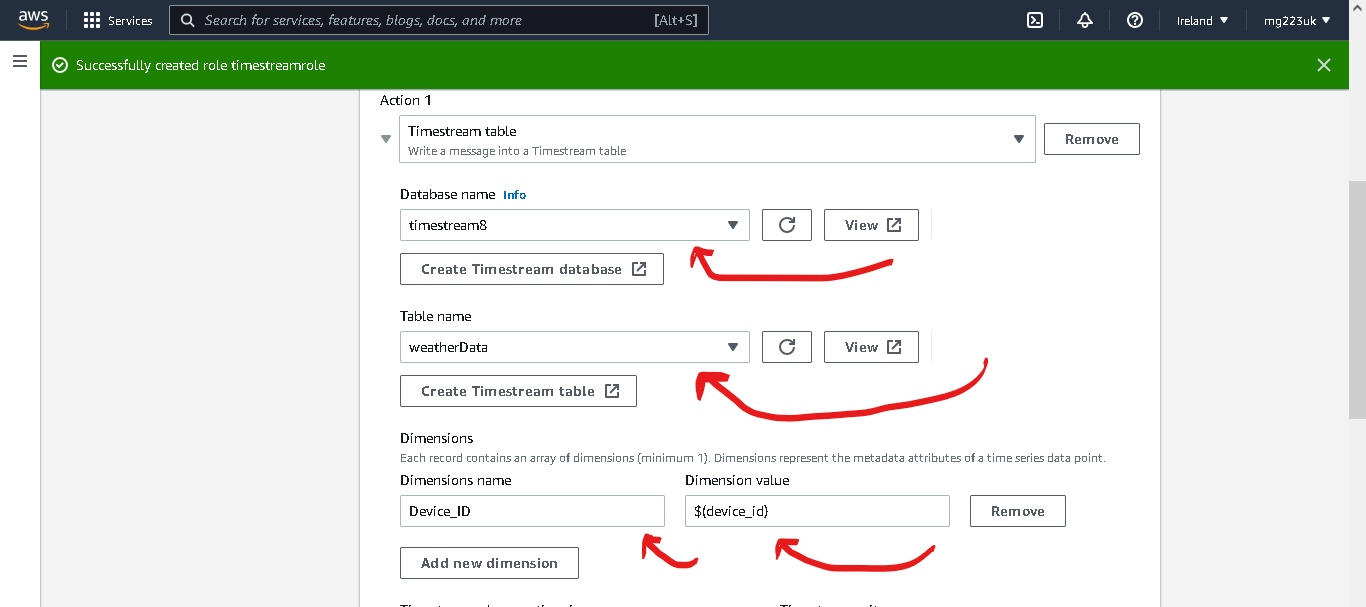 aws
Services
Search for services, features, blogs, docs, and more [Alt+S]
Ireland
mg223uk
Successfully created role timestreamrole
Action 1
Timestream table
Write a message into a Timestream table
Remove
Database name Info
timestream8
View
Create Timestream database
Table name
weatherData
View
Create Timestream table
Dimensions
Each record contains an array of dimensions (minimum 1). Dimensions represent the metadata attributes of a time series data point.
Dimensions name Dimension value
Device_ID ${device_id}
Remove
Add new dimension